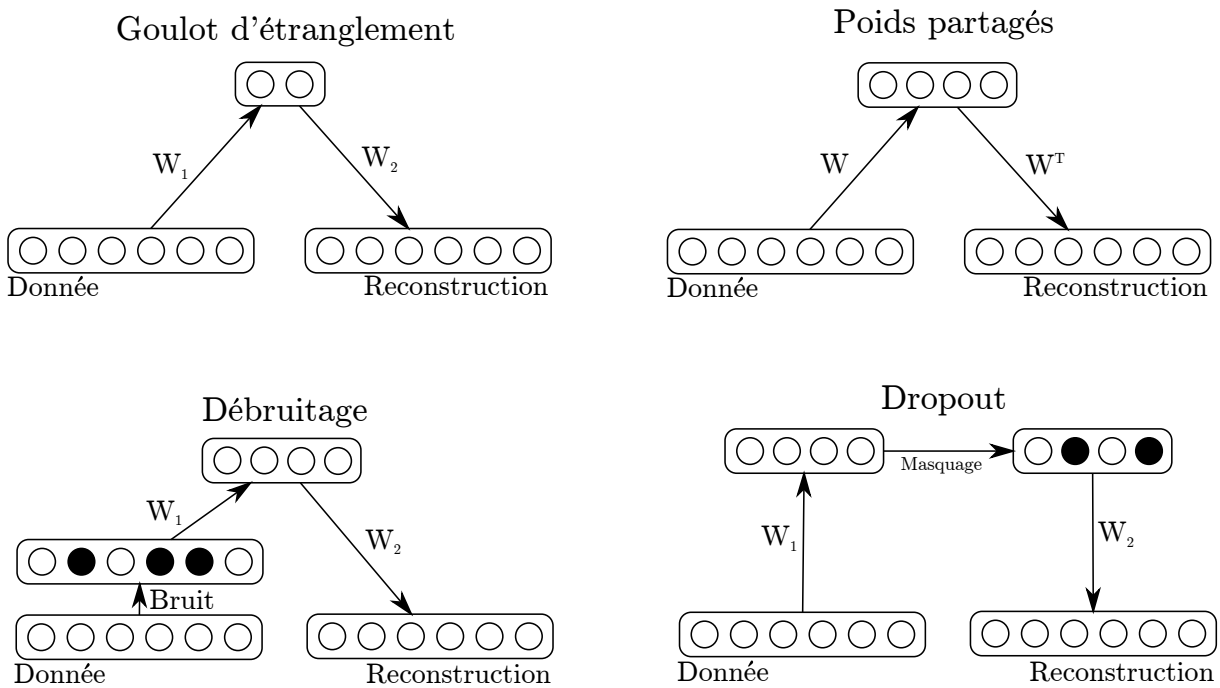 Goulot d'étranglement
W₁
W₂
Donnée
Reconstruction
Poids partagés
W
Wᵀ
Donnée
Reconstruction
Débruitage
W₁
W₂
Bruit
Donnée
Reconstruction
Dropout
Masquage
W₁
W₂
Donnée
Reconstruction